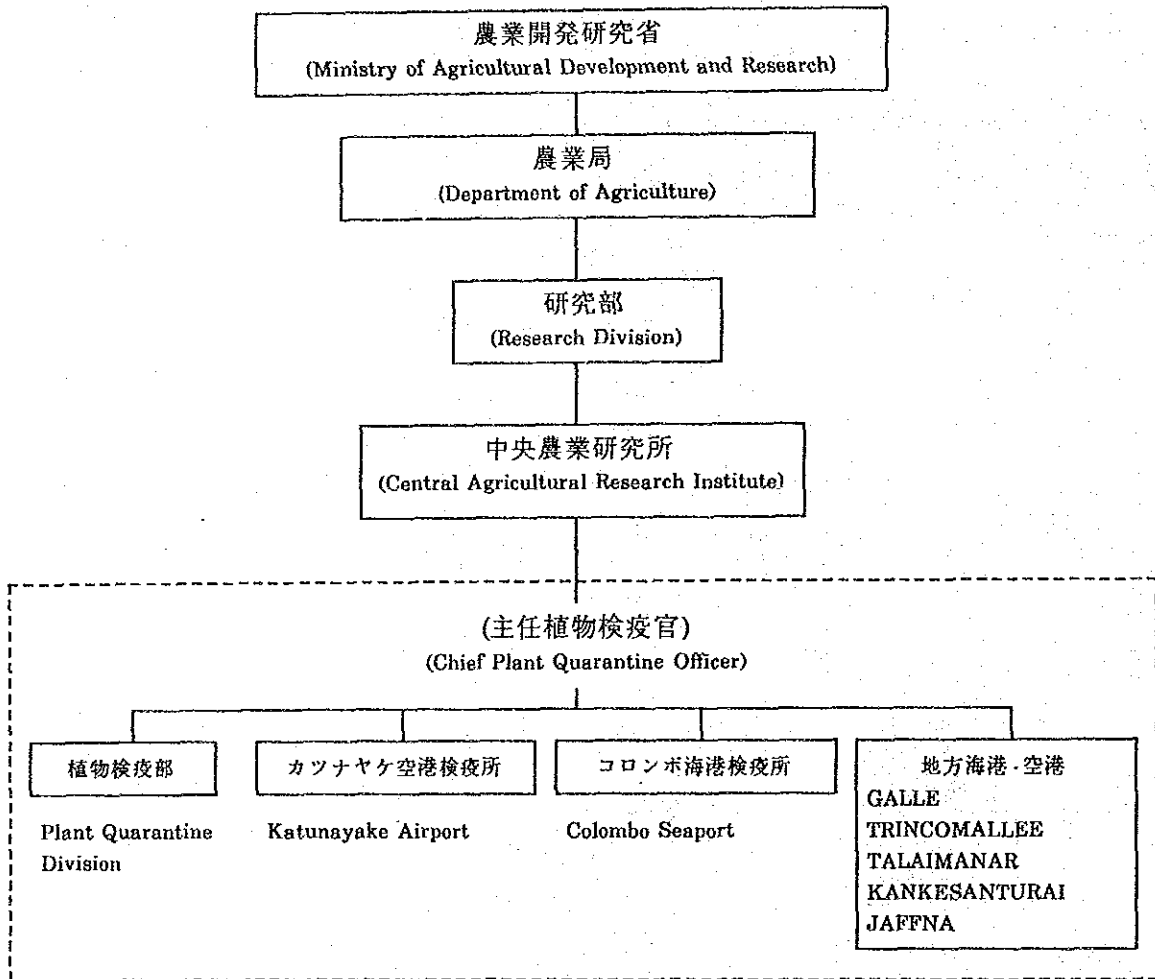 農業開発研究省
(Ministry of Agricultural Development and Research)
農業局
(Department of Agriculture)
研究部
(Research Division)
中央農業研究所
(Central Agricultural Research Institute)
(主任植物検疫官)
(Chief Plant Quarantine Officer)
植物検疫部
Plant Quarantine
Division
カツナヤケ空港検疫所
Katunayake Airport
コロンボ海港検疫所
Colombo Seaport
地方海港・空港
GALLE
TRINCOMALLEE
TALAIMANAR
KANKESANTURAI
JAFFNA